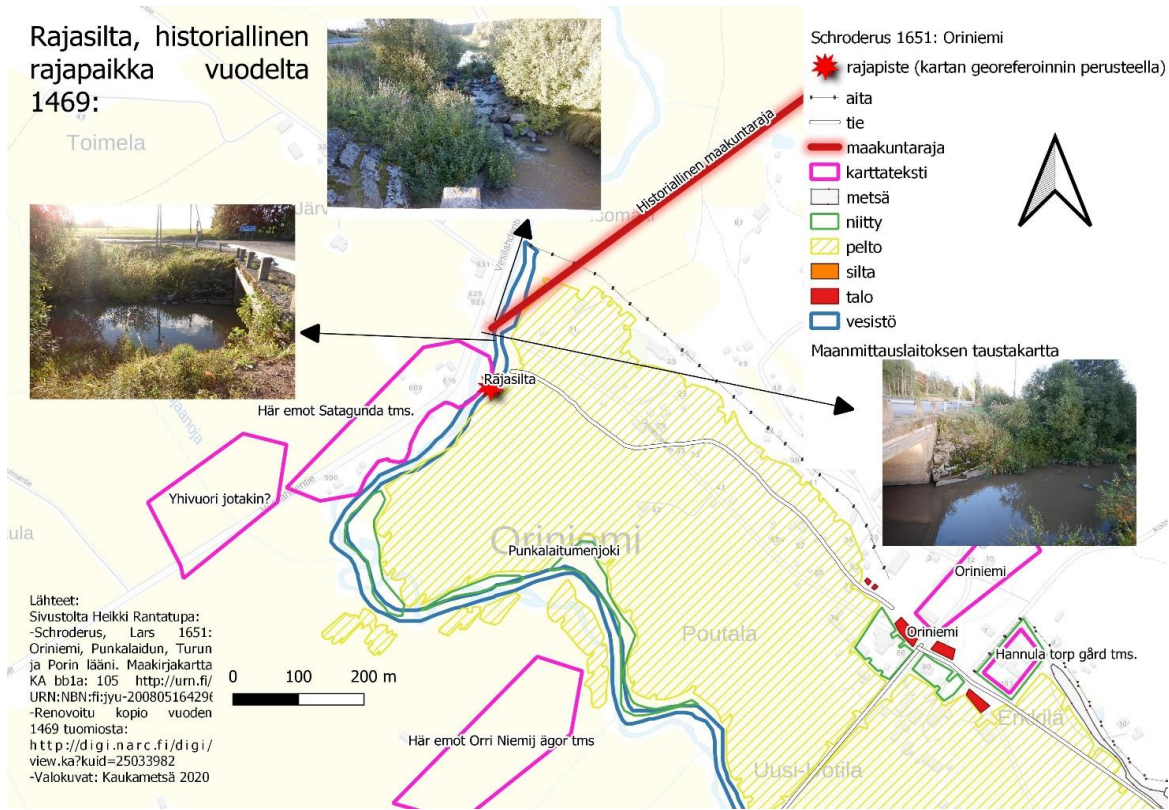 Rajasilta, historiallinen
rajapaikka vuodelta
1469:
Schroderus 1651: Oriniemi
rajapiste (kartan georeferoinnin perusteella)
aita
tie
maakuntaraja
karttateksti
metsä
niitty
pelto
silta
talo
vesistö
Maanmittauslaitoksen taustakartta
Toimela
Historiallinen maakuntaraja
Rajasilta
Här emot Satagunda tms.
Yhivuori jotakin?
Oriniemi
Punkalaitumenjoki
Poutala
Oriniemi
Oriniemi
Hannula torp gård tms.
Erkkilä
Här emot Orri Niemij ägor tms
Lähteet:
Sivustolta Heikki Rantatupa:
-Schroderus, Lars 1651:
Oriniemi, Punkalaidun, Turun
ja Porin lääni. Maakirjakartta
KA bb1a: 105 http://urn.fi/
URN:NBN:fi:jyu-200805164296
-Renovoitu kopio vuoden
1469 tuomiosta:
http://digi.narc.fi/digi/
view.ka?kuid=25033982
-Valokuvat: Kaukametsä 2020
0 100 200 m